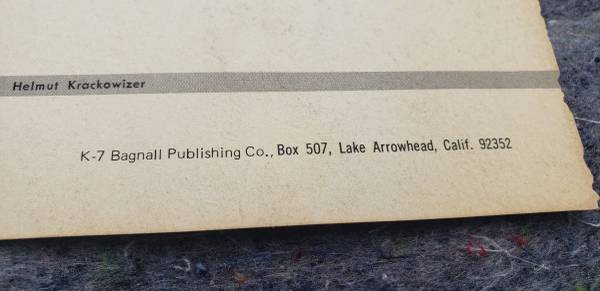 Helmut Krackowizer
K-7 Bagnall Publishing Co., Box 507, Lake Arrowhead, Calif. 92352